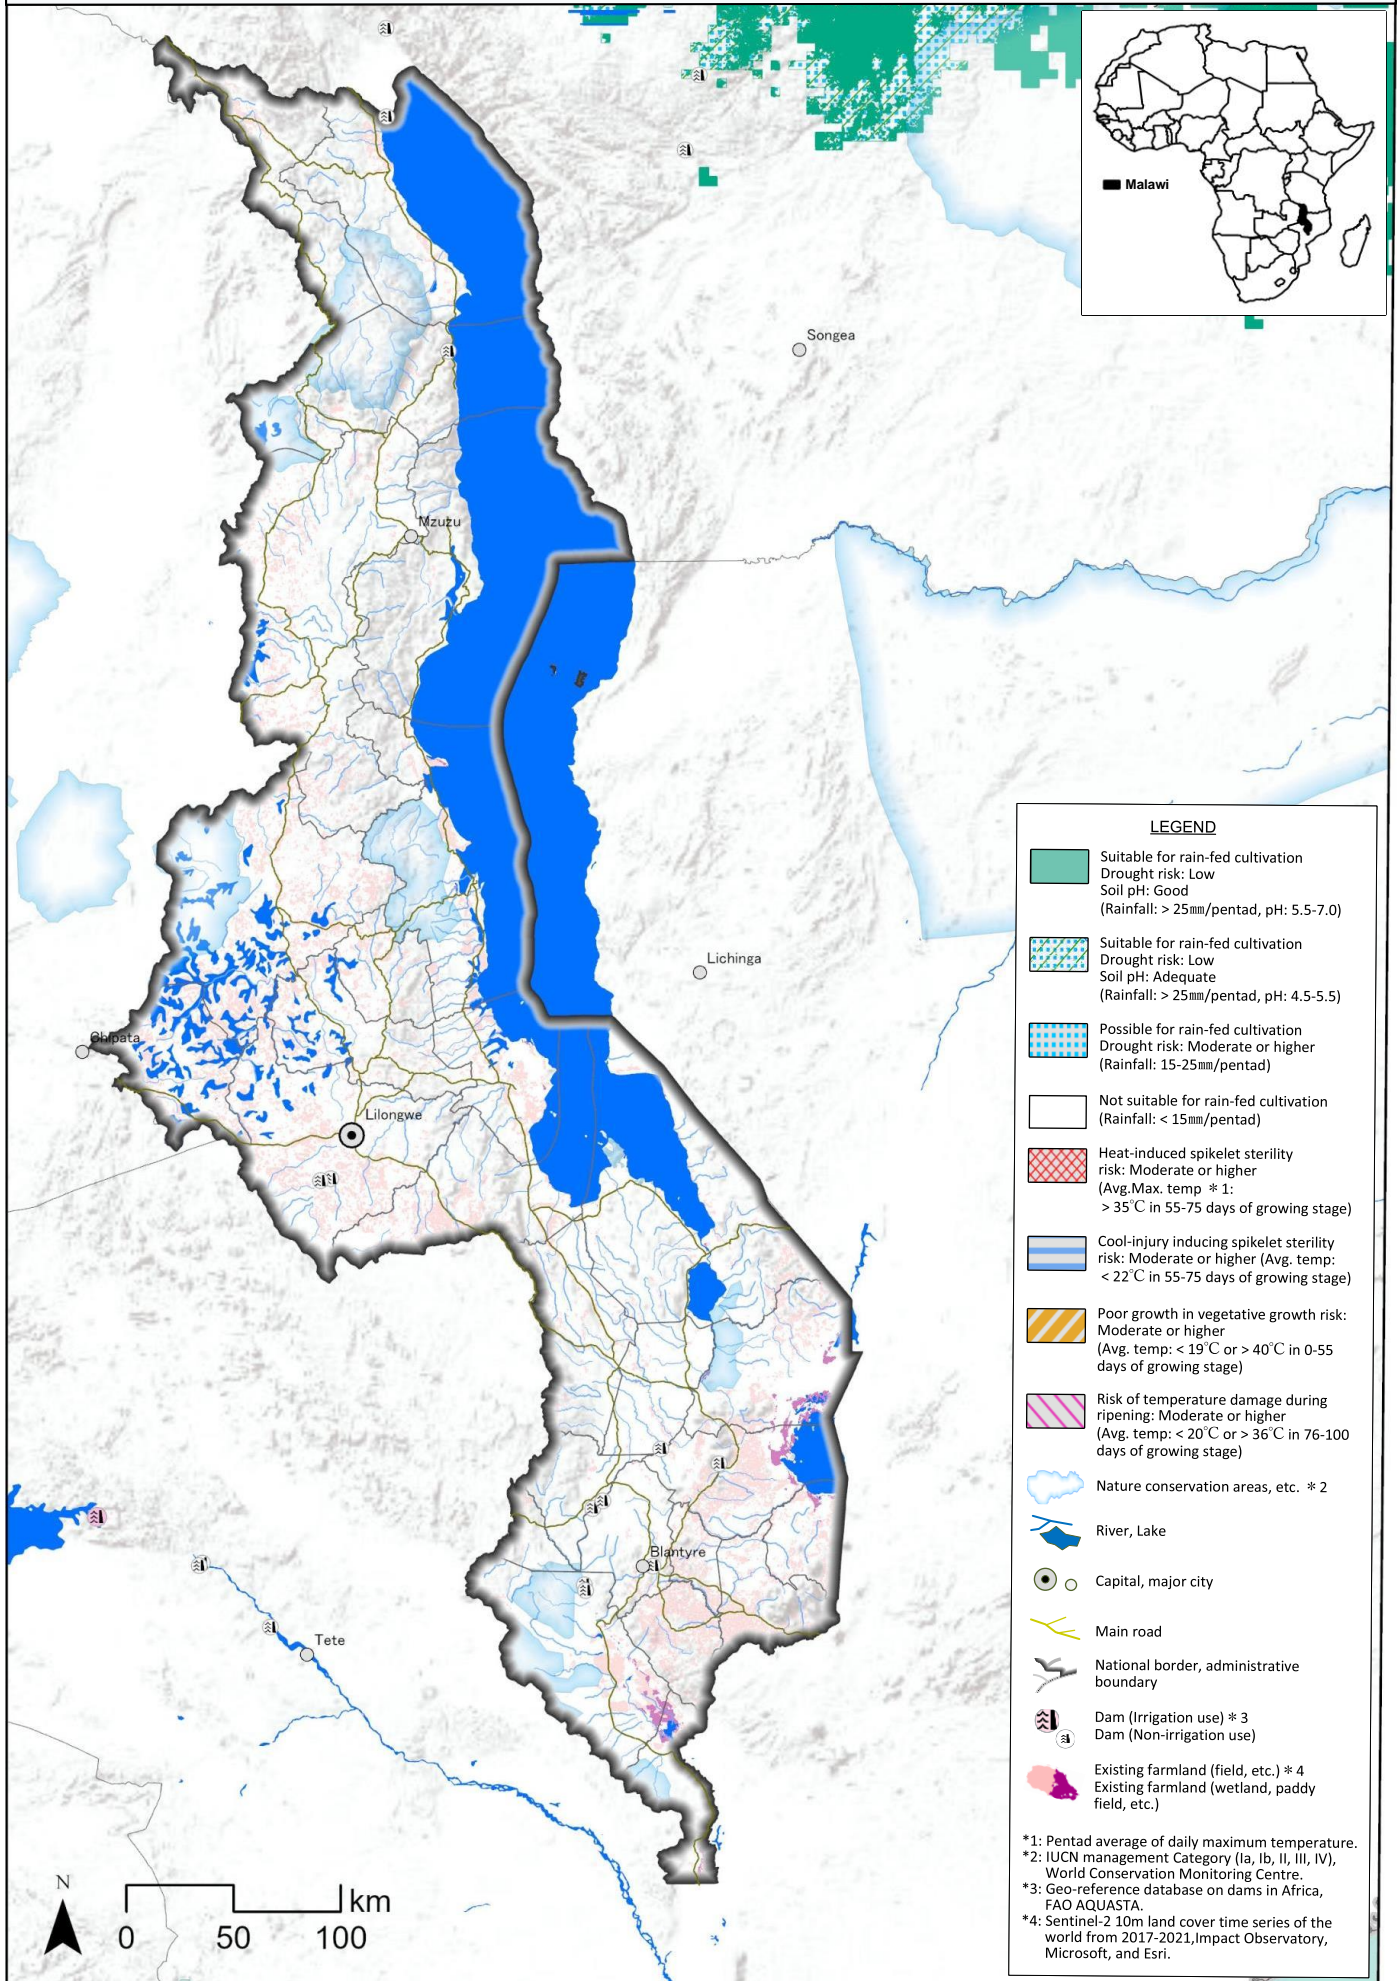 Malawi
Songea
Mzuzu
Lichinga
Chipata
Lilongwe
Blantyre
Tete
N
km
0 50 100
LEGEND
Suitable for rain-fed cultivation
Drought risk: Low
Soil pH: Good
(Rainfall: > 25㎜/pentad, pH: 5.5-7.0)
Suitable for rain-fed cultivation
Drought risk: Low
Soil pH: Adequate
(Rainfall: > 25㎜/pentad, pH: 4.5-5.5)
Possible for rain-fed cultivation
Drought risk: Moderate or higher
(Rainfall: 15-25㎜/pentad)
Not suitable for rain-fed cultivation
(Rainfall: < 15㎜/pentad)
Heat-induced spikelet sterility
risk: Moderate or higher
(Avg.Max. temp ＊1:
> 35℃ in 55-75 days of growing stage)
Cool-injury inducing spikelet sterility
risk: Moderate or higher (Avg. temp:
< 22℃ in 55-75 days of growing stage)
Poor growth in vegetative growth risk:
Moderate or higher
(Avg. temp: < 19℃ or > 40℃ in 0-55
days of growing stage)
Risk of temperature damage during
ripening: Moderate or higher
(Avg. temp: < 20℃ or > 36℃ in 76-100
days of growing stage)
Nature conservation areas, etc. ＊2
River, Lake
Capital, major city
Main road
National border, administrative
boundary
Dam (Irrigation use) ＊3
Dam (Non-irrigation use)
Existing farmland (field, etc.) ＊4
Existing farmland (wetland, paddy
field, etc.)
*1: Pentad average of daily maximum temperature.
*2: IUCN management Category (Ia, Ib, II, III, IV),
World Conservation Monitoring Centre.
*3: Geo-reference database on dams in Africa,
FAO AQUASTA.
*4: Sentinel-2 10m land cover time series of the
world from 2017-2021,Impact Observatory,
Microsoft, and Esri.